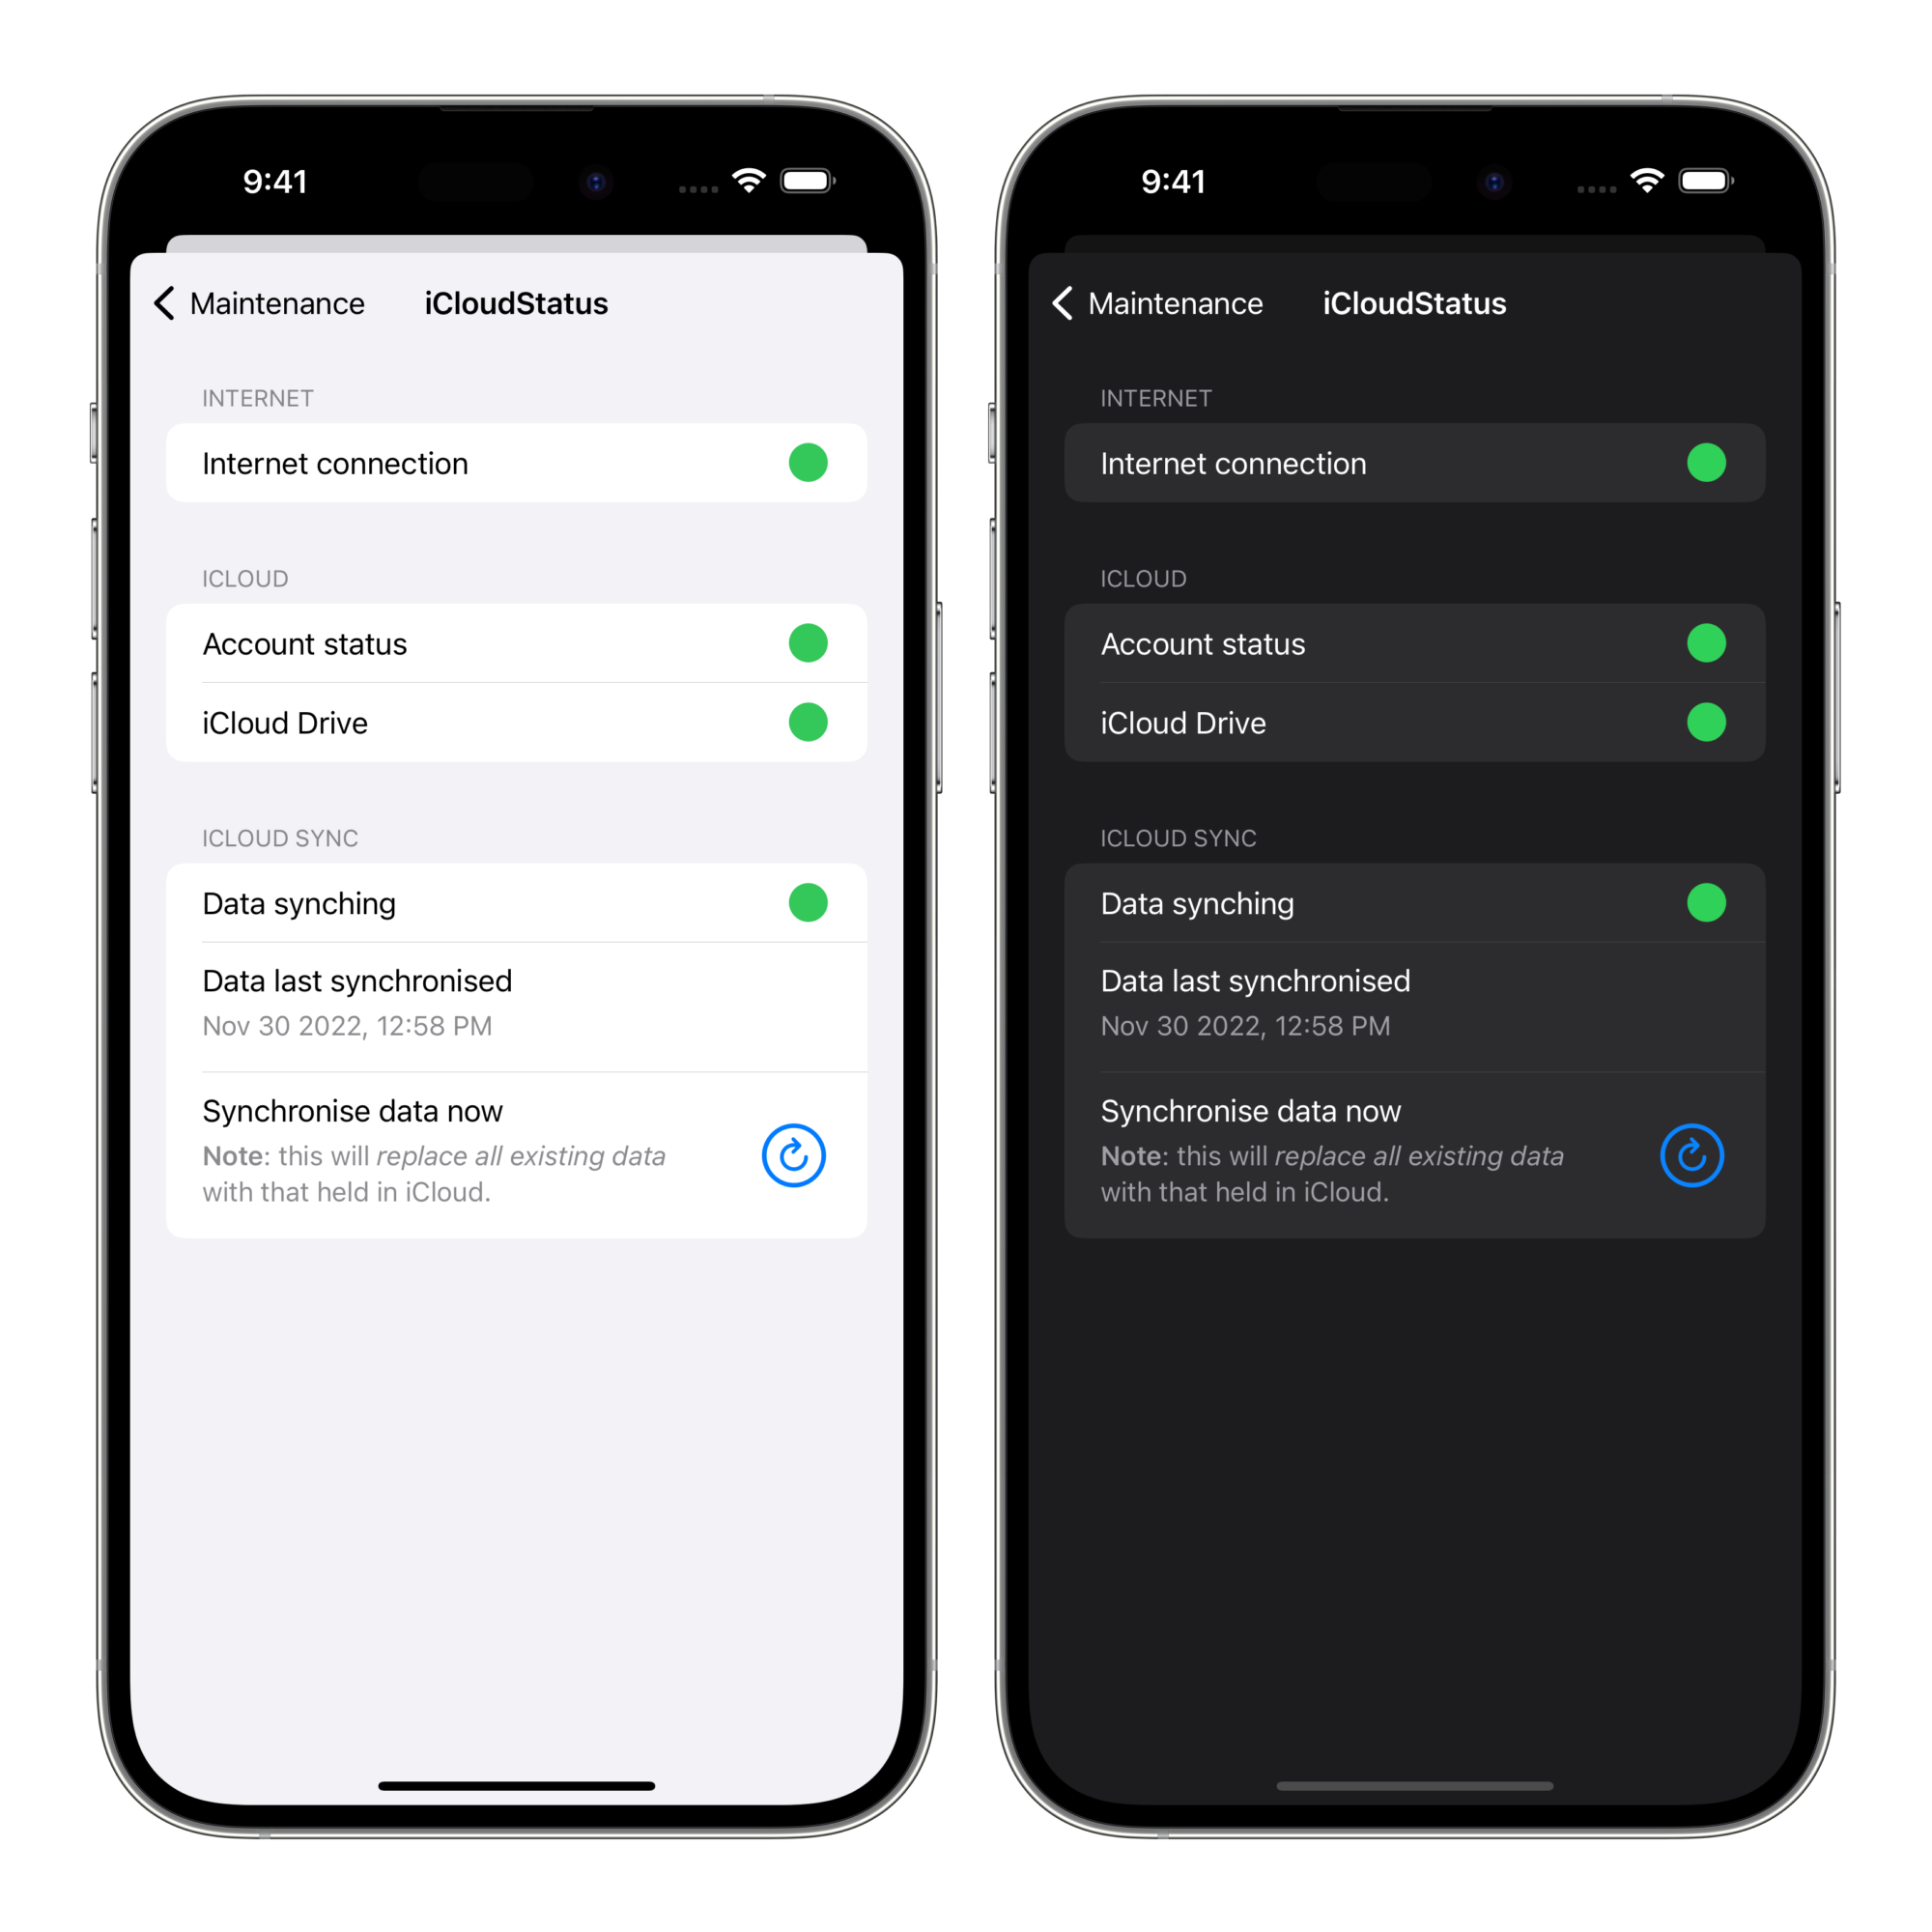 9:41
Maintenance iCloudStatus
INTERNET
Internet connection
ICLOUD
Account status
iCloud Drive
ICLOUD SYNC
Data synching
Data last synchronised
Nov 30 2022, 12:58 PM
Synchronise data now
Note: this will replace all existing data
with that held in iCloud.
9:41
Maintenance iCloudStatus
INTERNET
Internet connection
ICLOUD
Account status
iCloud Drive
ICLOUD SYNC
Data synching
Data last synchronised
Nov 30 2022, 12:58 PM
Synchronise data now
Note: this will replace all existing data
with that held in iCloud.